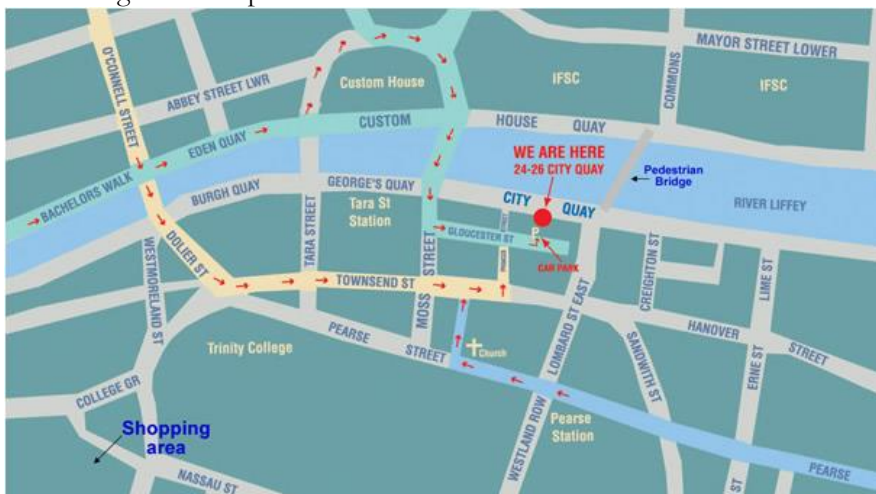 O'CONNELL STREET
ABBEY STREET LWR
Custom House
IFSC
COMMONS
MAYOR STREET LOWER
IFSC
BACHELORS WALK
EDEN QUAY
CUSTOM
HOUSE QUAY
WE ARE HERE
24-26 CITY QUAY
Pedestrian
Bridge
RIVER LIFFEY
BURGH QUAY
GEORGE'S QUAY
CITY QUAY
Tara St
Station
TARA STREET
WESTMORELAND ST
DOLIER ST
TOWNSEND ST
MOSS STREET
GLOUCESTER ST
STREET
P
CAR PARK
LOMBARD ST EAST
CREIGHTON ST
LIME ST
HANOVER STREET
SANDWITH ST
ERNE ST
Trinity College
PEARSE STREET
Church
COLLEGE GR
Shopping
area
NASSAU ST
WESTLAND ROW
Pearse
Station
PEARSE
ST
ST